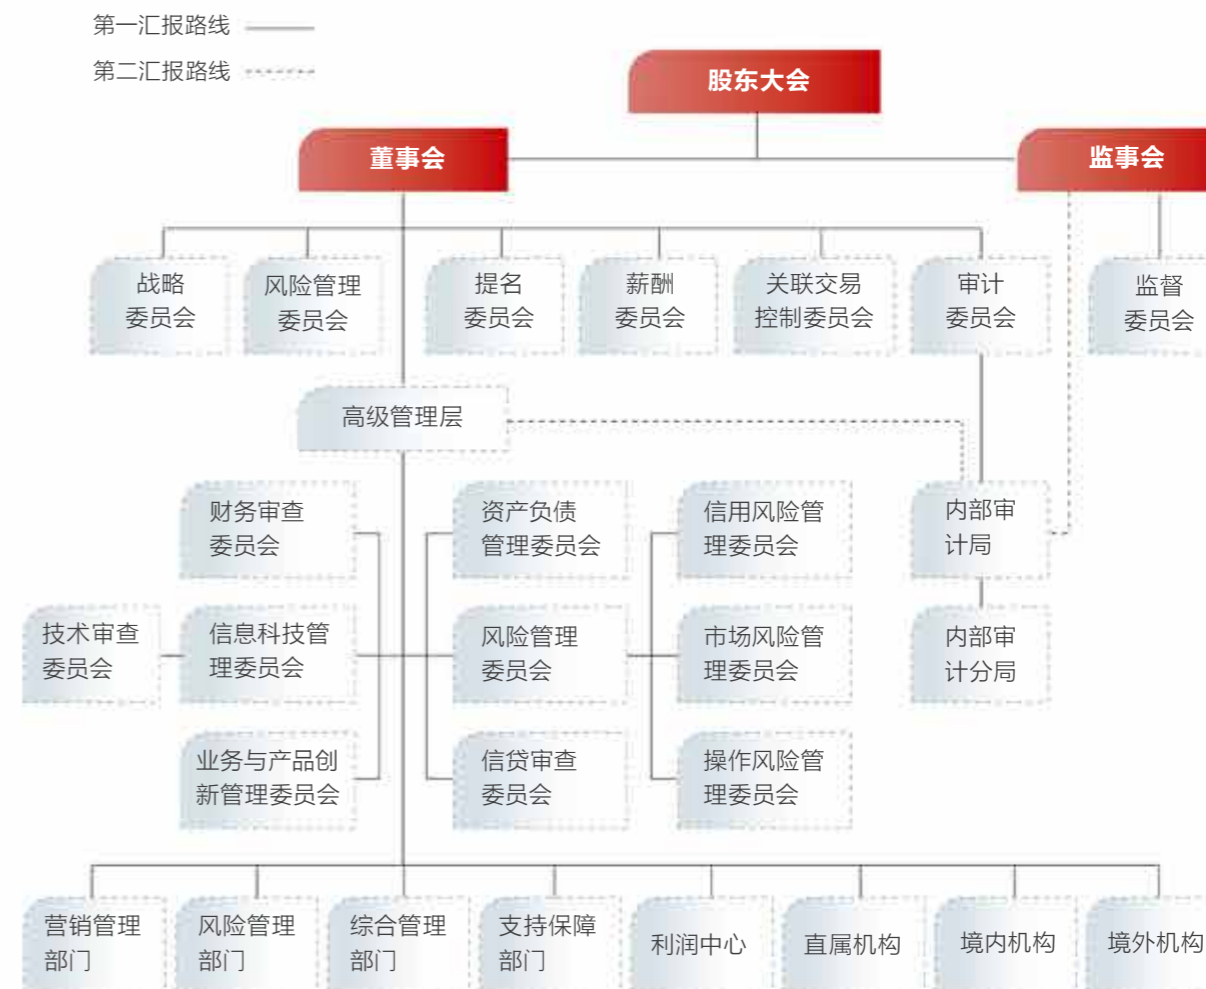 第一汇报路线
第二汇报路线
股东大会
董事会
监事会
战略
委员会
风险管理
委员会
提名
委员会
薪酬
委员会
关联交易
控制委员会
审计
委员会
监督
委员会
高级管理层
财务审查
委员会
资产负债
管理委员会
信用风险管
理委员会
内部审
计局
技术审查
委员会
信息科技管
理委员会
风险管理
委员会
市场风险管
理委员会
内部审
计分局
业务与产品创
新管理委员会
信贷审查
委员会
操作风险管
理委员会
营销管理
部门
风险管理
部门
综合管理
部门
支持保障
部门
利润中心
直属机构
境内机构
境外机构